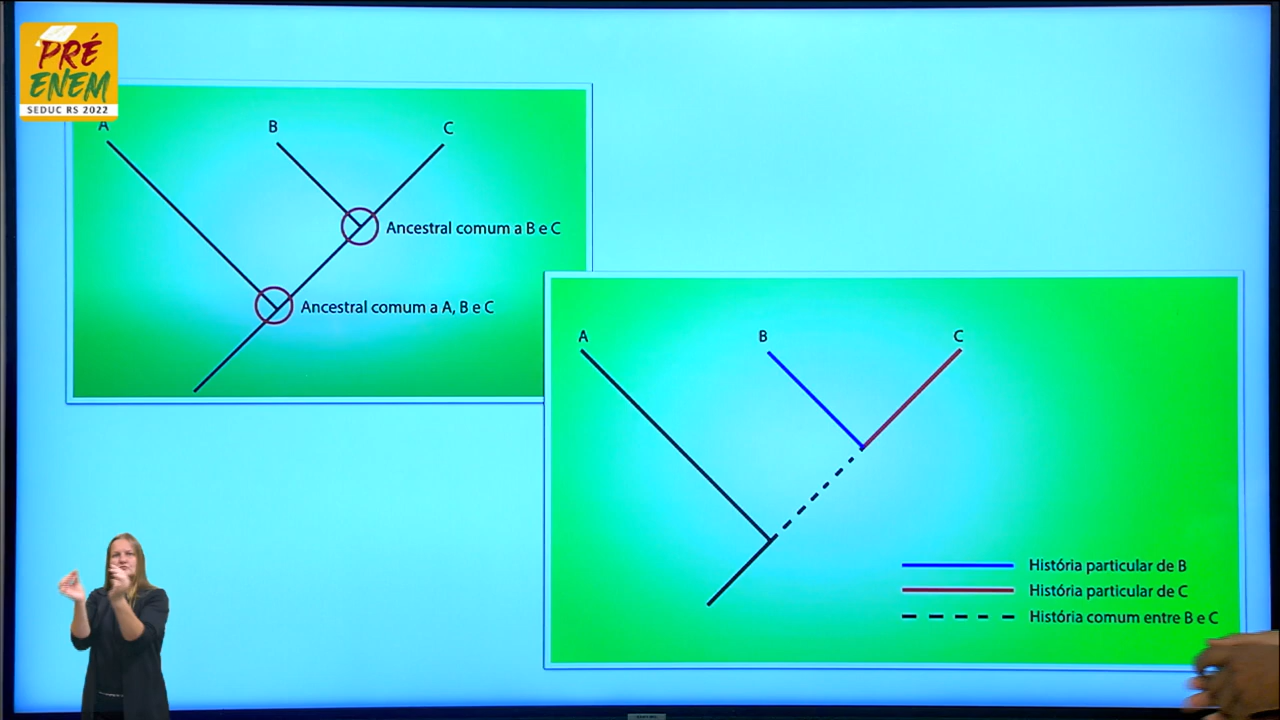 PRÉ
ENEM
SEDUC RS 2022
A
B
C
Ancestral comum a B e C
Ancestral comum a A, B e C
A
B
C
História particular de B
História particular de C
História comum entre B e C